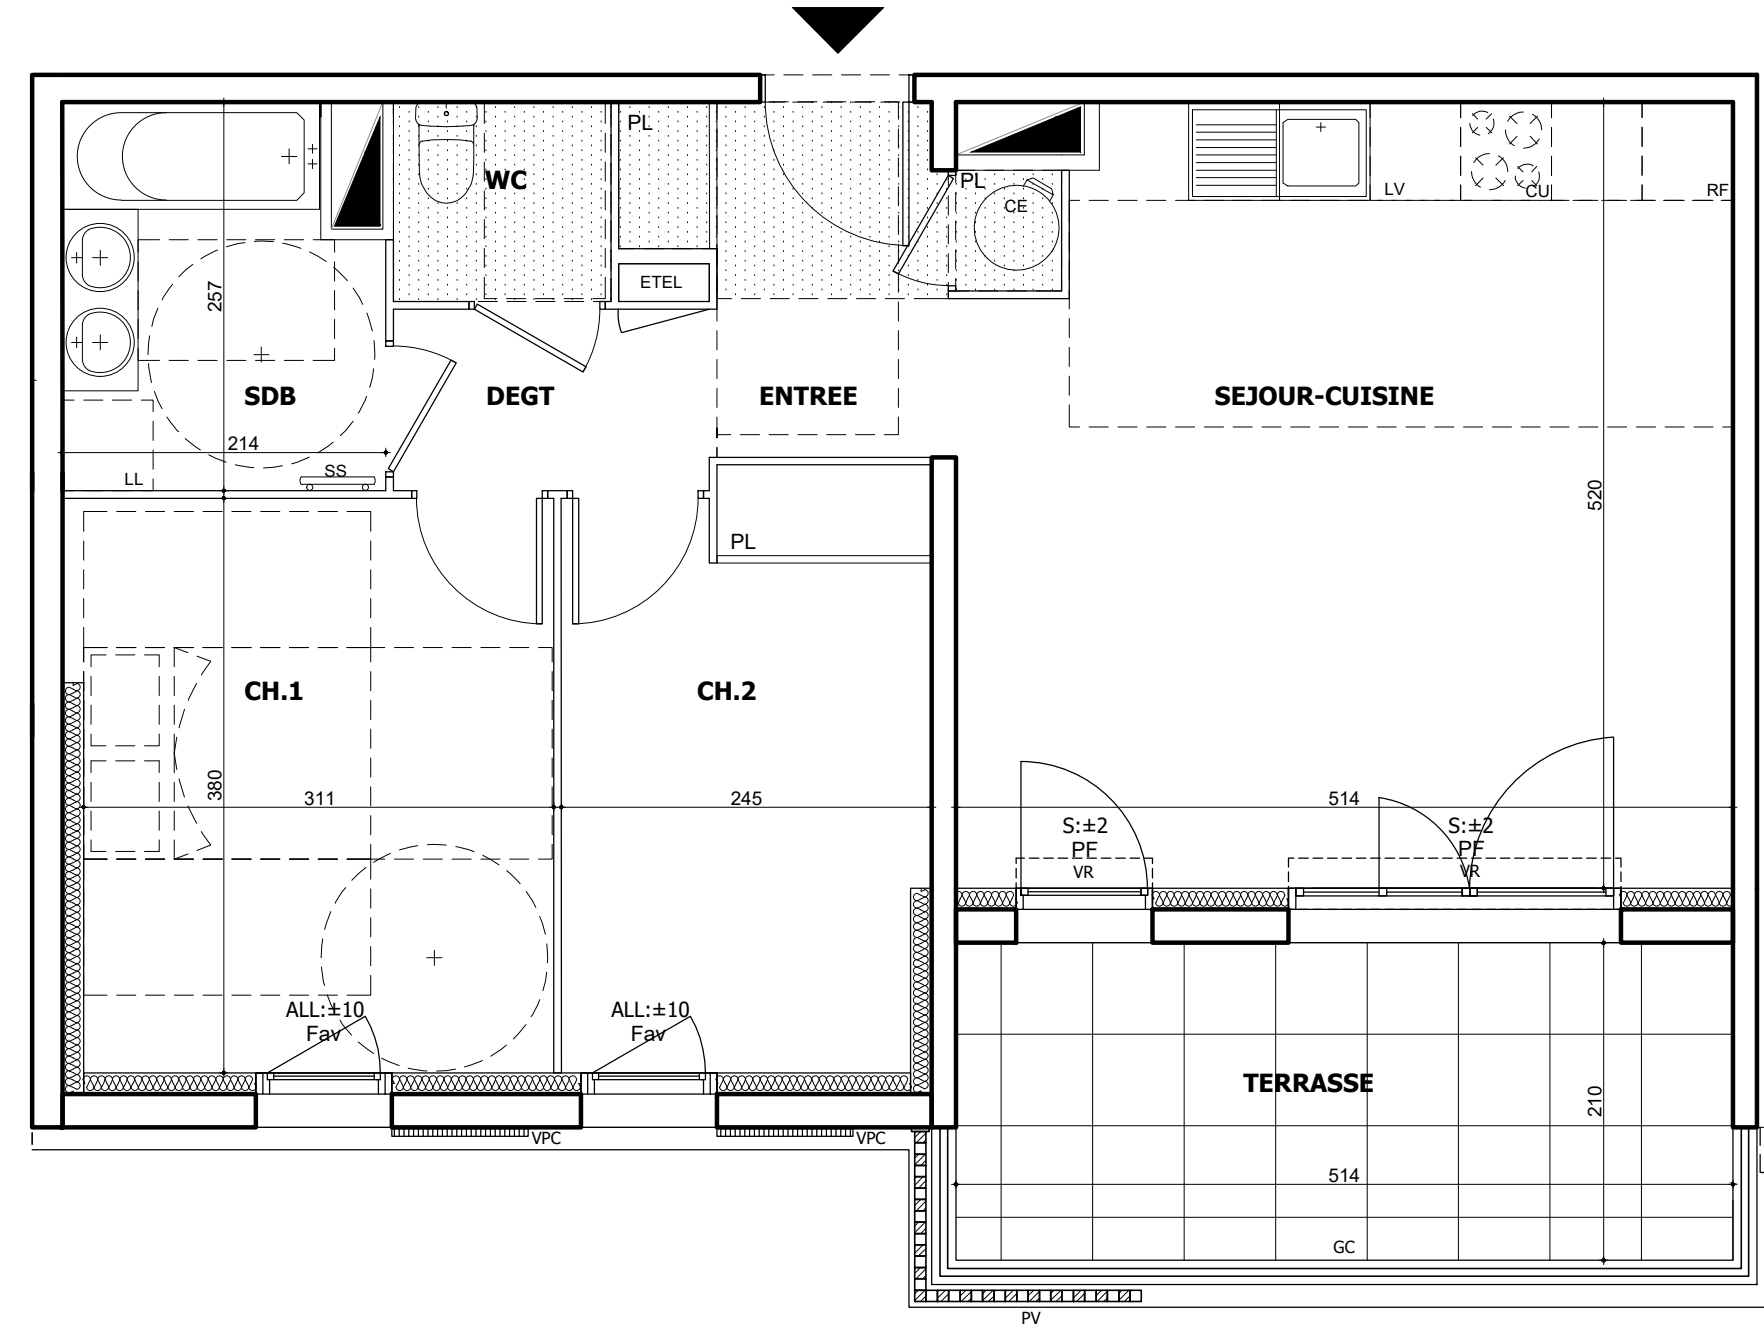 PL
WC
PL
CE
LV
CU
RF
ETEL
257
SDB
DEGT
ENTREE
SEJOUR-CUISINE
214
LL
SS
520
PL
CH.1
CH.2
380
311
245
514
S:±2
PF
VR
S:±2
PF
VR
ALL:±10
Fav
ALL:±10
Fav
TERRASSE
210
VPC
VPC
514
GC
PV